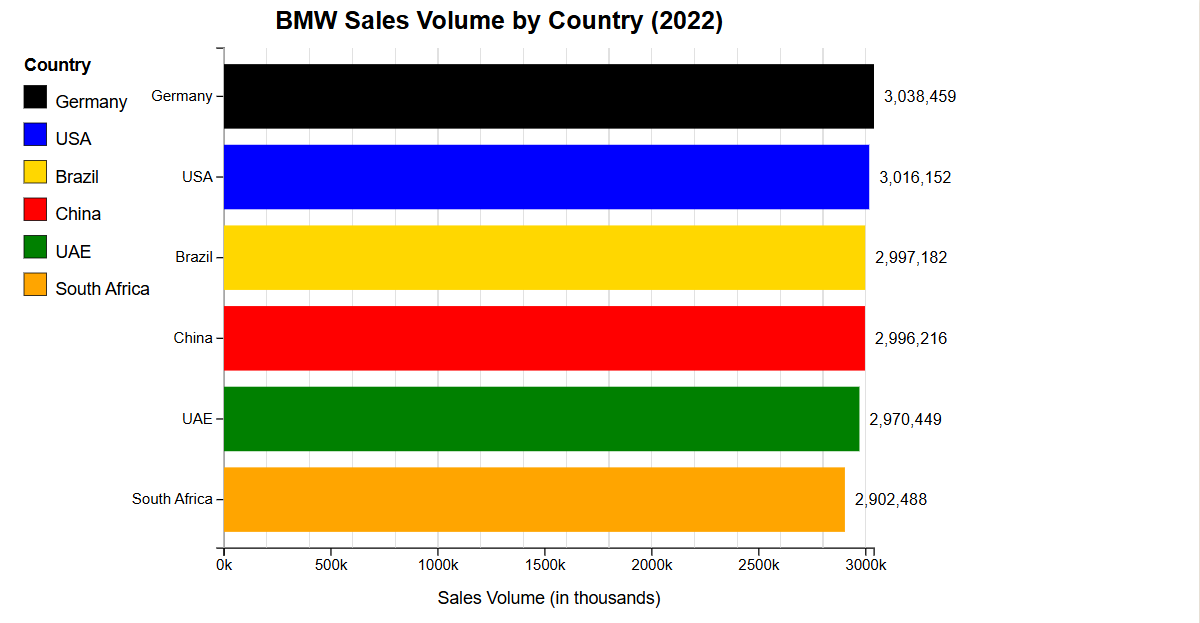 BMW Sales Volume by Country (2022)
Country
Germany
USA
Brazil
China
UAE
South Africa
Germany 3,038,459
USA 3,016,152
Brazil 2,997,182
China 2,996,216
UAE 2,970,449
South Africa 2,902,488
0k 500k 1000k 1500k 2000k 2500k 3000k
Sales Volume (in thousands)